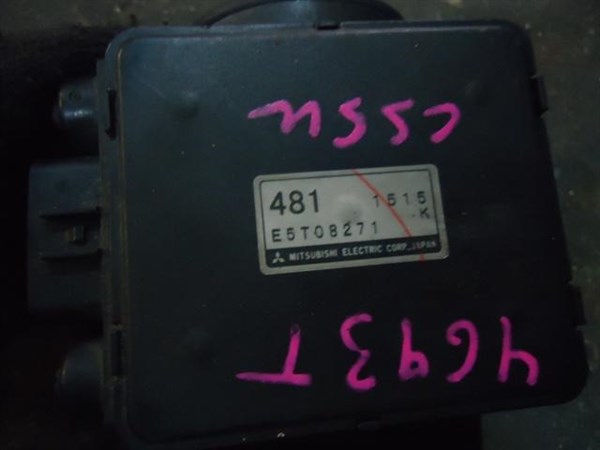 CS5W
481 1515
E5T08271 K
MITSUBISHI ELECTRIC CORP. JAPAN
4G93T